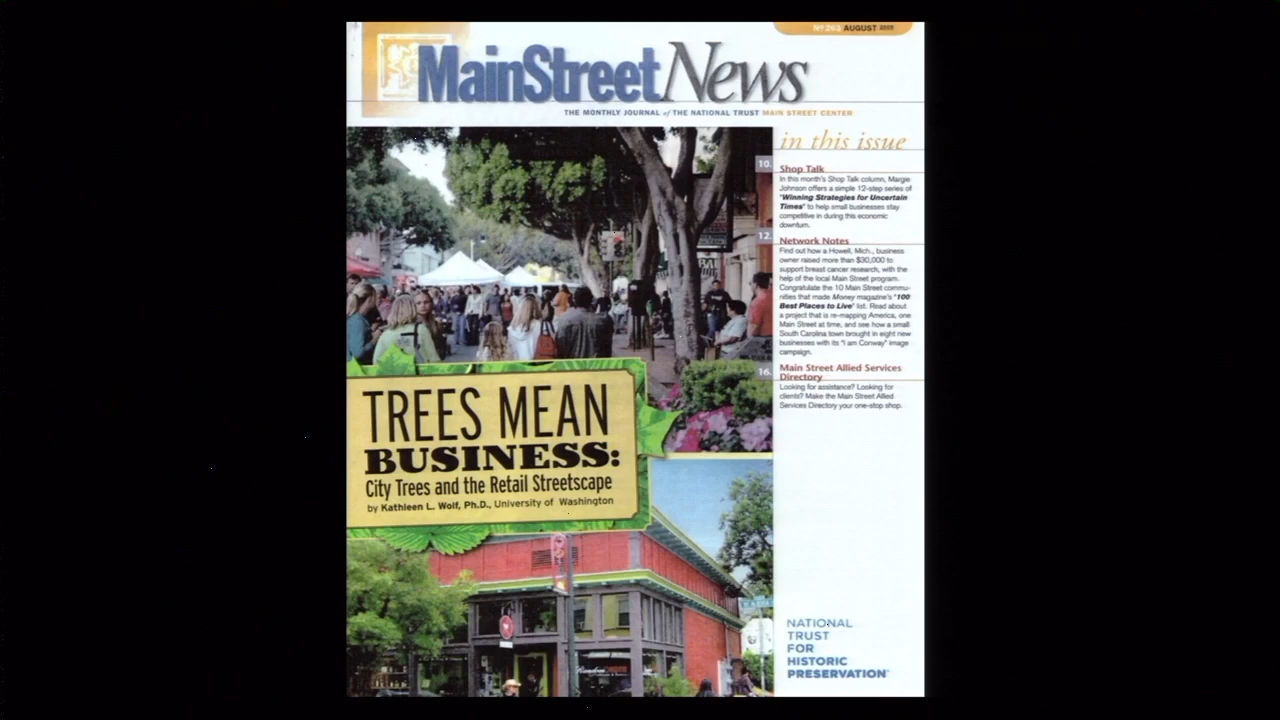 Nº 263 AUGUST 2009
MainStreet News
THE MONTHLY JOURNAL of THE NATIONAL TRUST MAIN STREET CENTER
in this issue
10.
Shop Talk
In this month's Shop Talk column, Margie
Johnson offers a simple 12-step series of
"Winning Strategies for Uncertain
Times" to help small businesses stay
competitive in during this economic
downturn.
12.
Network Notes
Find out how a Howell, Mich., business
owner raised more than $30,000 to
support breast cancer research, with the
help of the local Main Street program.
Congratulate the 10 Main Street commu-
nities that made Money magazine's "100
Best Places to Live" list. Read about
a project that is re-mapping America, one
Main Street at time, and see how a small
South Carolina town brought in eight new
businesses with its "I am Conway" image
campaign.
16.
Main Street Allied Services
Directory
Looking for assistance? Looking for
clients? Make the Main Street Allied
Services Directory your one-stop shop.
TREES MEAN
BUSINESS:
City Trees and the Retail Streetscape
by Kathleen L. Wolf, Ph.D., University of Washington
NATIONAL
TRUST
FOR
HISTORIC
PRESERVATION